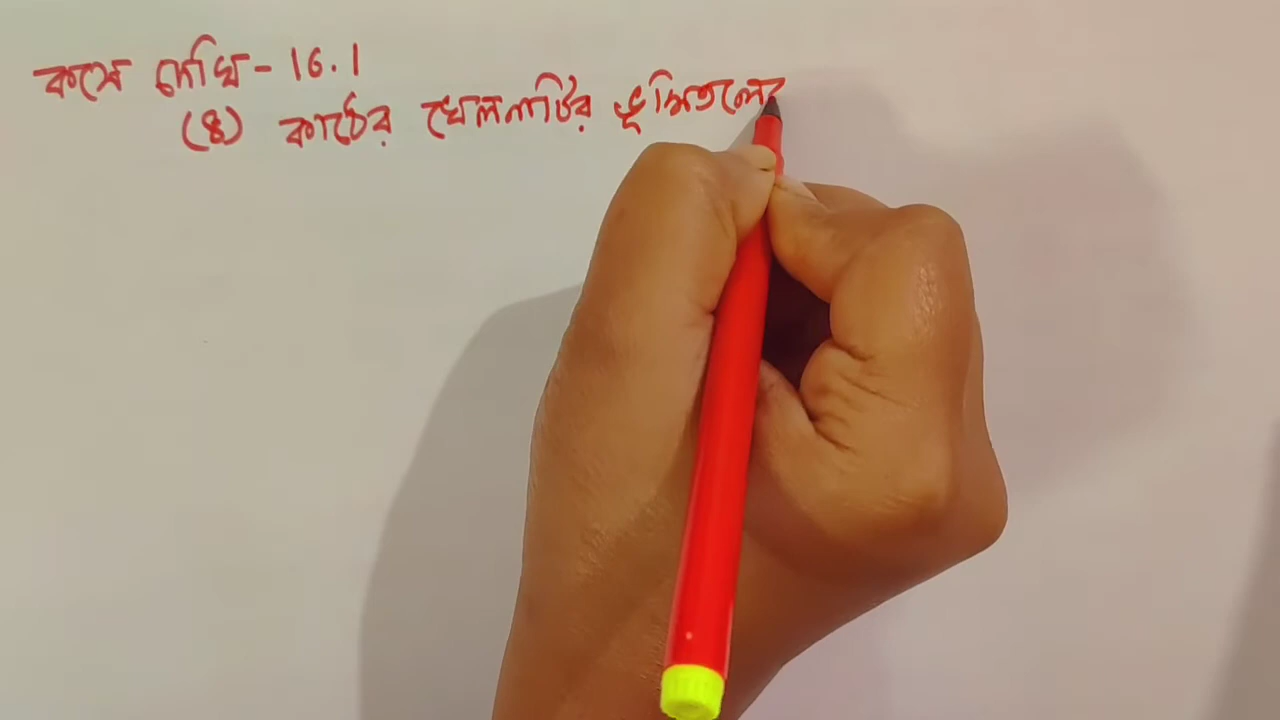 কষে দেখি - 16.1
(৪) কাঠের খেলনাটির ভূমিতলের